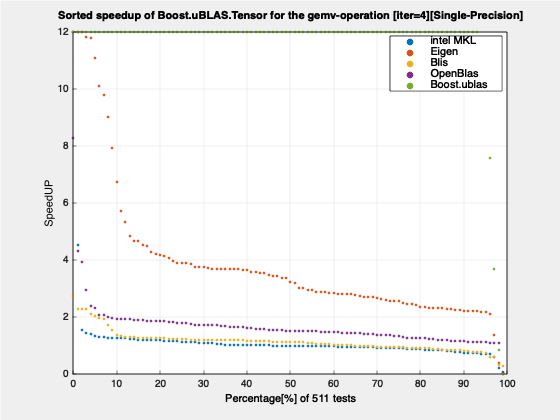 Sorted speedup of Boost.uBLAS.Tensor for the gemv-operation [iter=4][Single-Precision]
12
10
8
6
4
2
0
SpeedUP
intel MKL
Eigen
Blis
OpenBlas
Boost.ublas
0 10 20 30 40 50 60 70 80 90 100
Percentage[%] of 511 tests